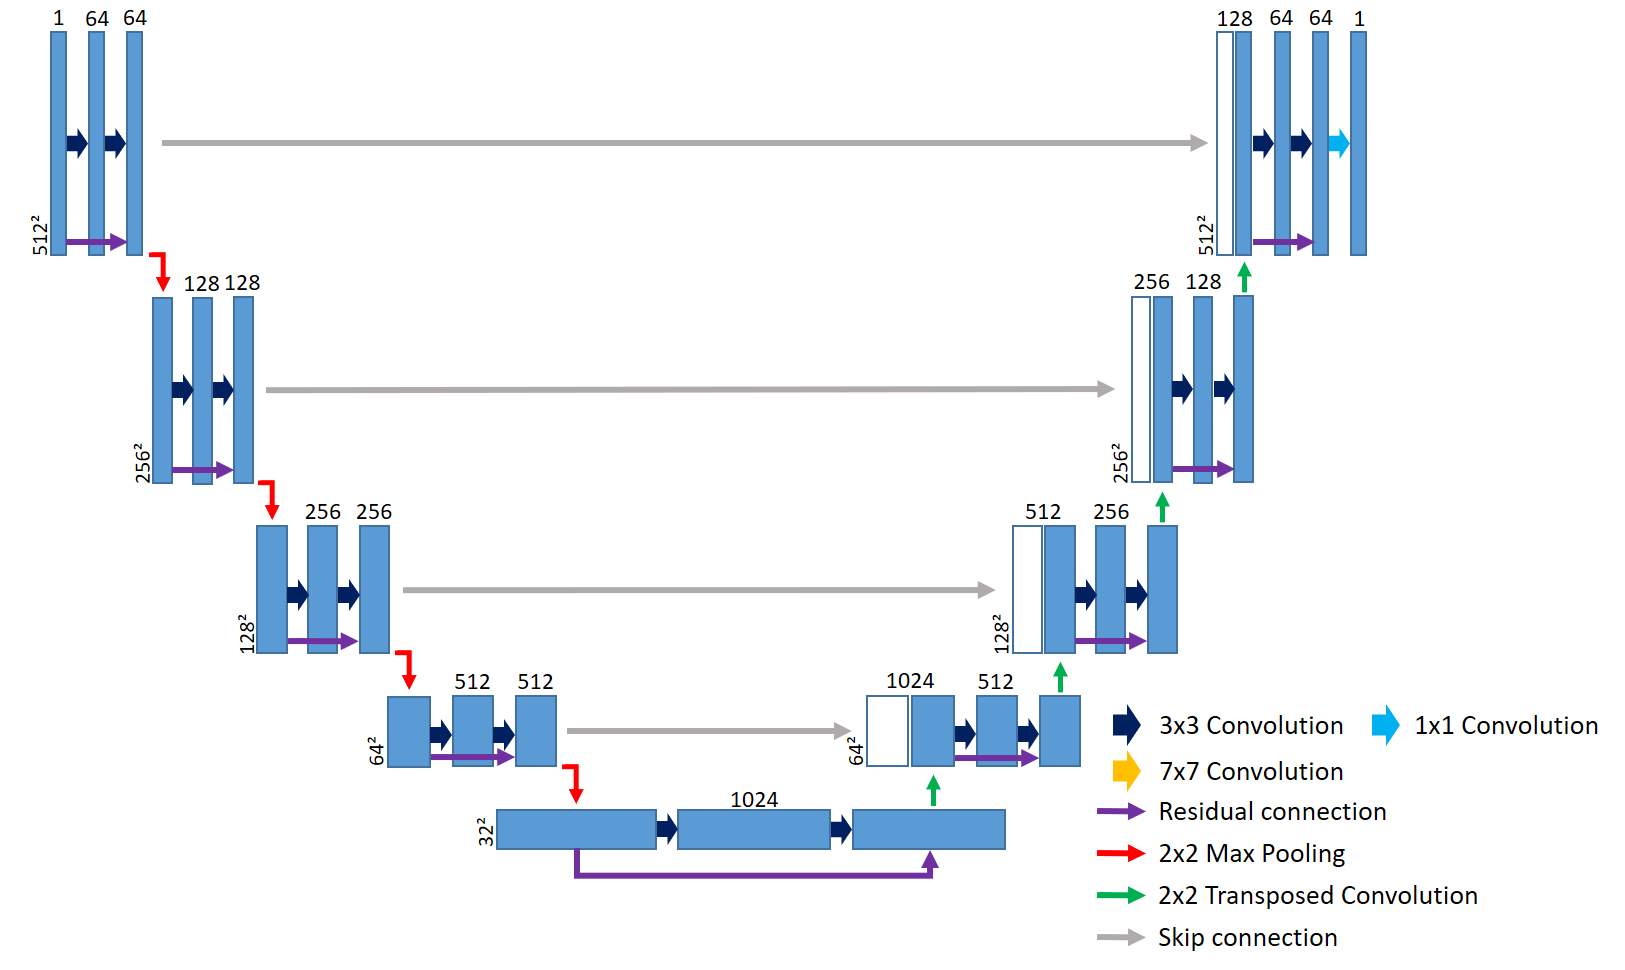 1 64 64
128 64 64 1
512²
512²
128 128
256 128
256²
256²
256 256
512 256
128²
128²
512 512
1024 512
64²
64²
1024
32²
3x3 Convolution
1x1 Convolution
7x7 Convolution
Residual connection
2x2 Max Pooling
2x2 Transposed Convolution
Skip connection